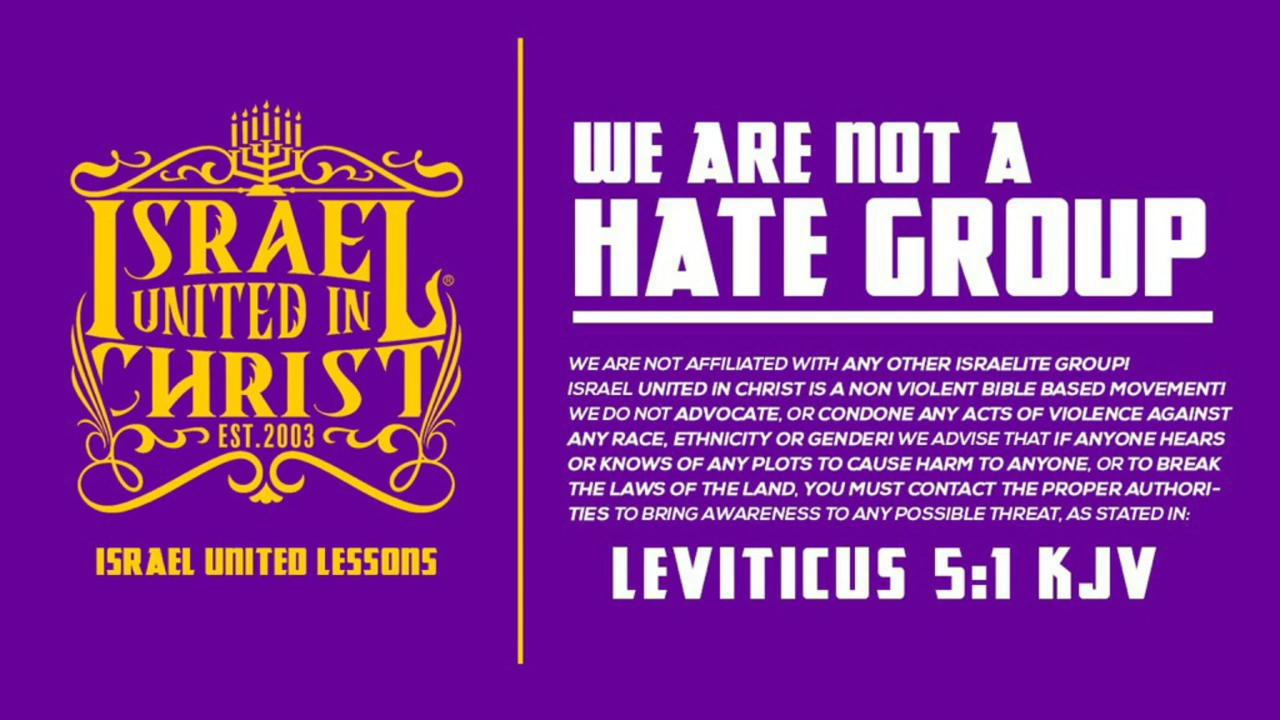 ISRAEL
UNITED IN
CHRIST
EST.2003
®
ISRAEL UNITED LESSONS
WE ARE NOT A
HATE GROUP
WE ARE NOT AFFILIATED WITH ANY OTHER ISRAELITE GROUP!
ISRAEL UNITED IN CHRIST IS A NON VIOLENT BIBLE BASED MOVEMENT!
WE DO NOT ADVOCATE, OR CONDONE ANY ACTS OF VIOLENCE AGAINST
ANY RACE, ETHNICITY OR GENDER! WE ADVISE THAT IF ANYONE HEARS
OR KNOWS OF ANY PLOTS TO CAUSE HARM TO ANYONE, OR TO BREAK
THE LAWS OF THE LAND, YOU MUST CONTACT THE PROPER AUTHORI-
TIES TO BRING AWARENESS TO ANY POSSIBLE THREAT, AS STATED IN:
LEVITICUS 5:1 KJV